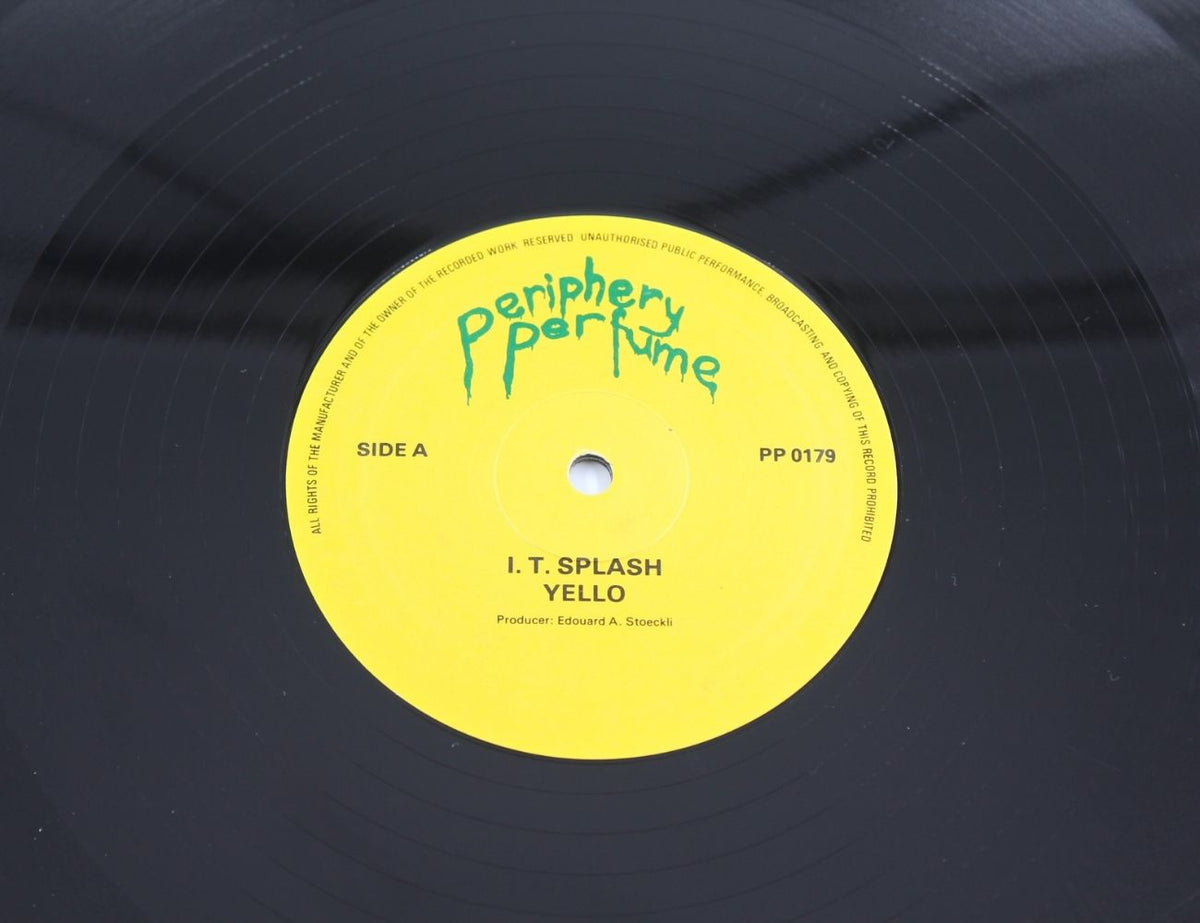 ALL RIGHTS OF THE MANUFACTURER AND OF THE OWNER OF THE RECORDED WORK RESERVED UNAUTHORISED PUBLIC PERFORMANCE BROADCASTING AND COPYING OF THIS RECORD PROHIBITED
periphery
perfume
SIDE A
PP 0179
I. T. SPLASH
YELLO
Producer: Edouard A. Stoeckli